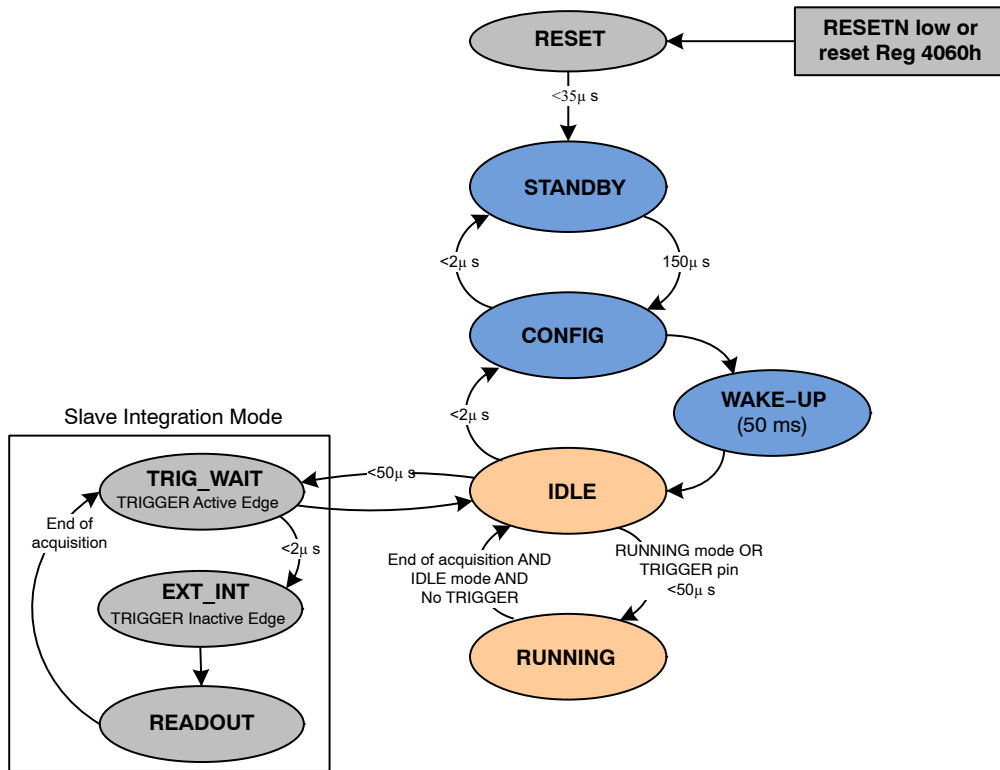 RESET
RESETN low or
reset Reg 4060h
<35μ s
STANDBY
<2μ s
150μ s
CONFIG
WAKE−UP
(50 ms)
<2μ s
Slave Integration Mode
TRIG_WAIT
TRIGGER Active Edge
<50μ s
IDLE
End of
acquisition
<2μ s
End of acquisition AND
IDLE mode AND
No TRIGGER
RUNNING mode OR
TRIGGER pin
<50μ s
EXT_INT
TRIGGER Inactive Edge
RUNNING
READOUT